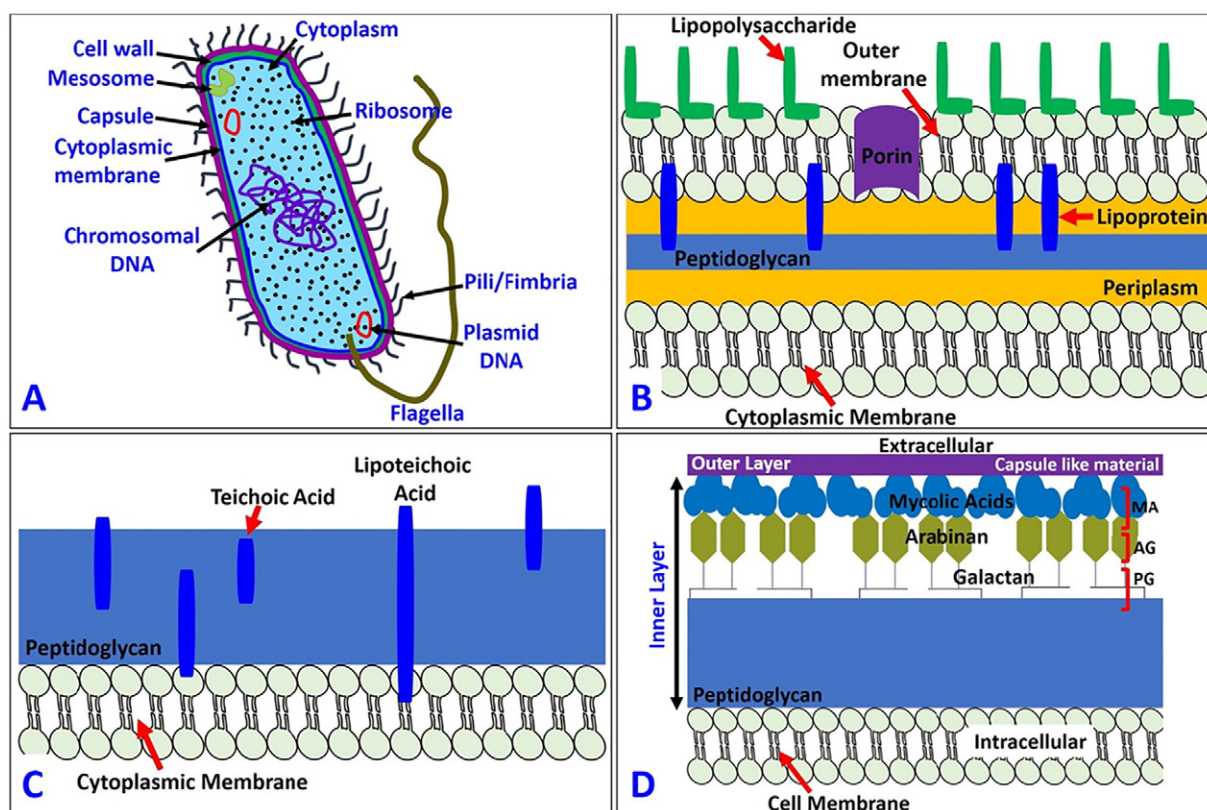 Cytoplasm
Cell wall
Mesosome
Capsule
Ribosome
Cytoplasmic
membrane
Chromosomal
DNA
Pili/Fimbria
Plasmid
DNA
Flagella
A
Lipopolysaccharide
Outer
membrane
Porin
Lipoprotein
Peptidoglycan
Periplasm
Cytoplasmic Membrane
B
Lipoteichoic
Acid
Teichoic Acid
Peptidoglycan
Cytoplasmic Membrane
C
Extracellular
Outer Layer
Capsule like material
Mycolic Acids
MA
Arabinan
AG
Galactan
PG
Inner Layer
Peptidoglycan
Intracellular
Cell Membrane
D